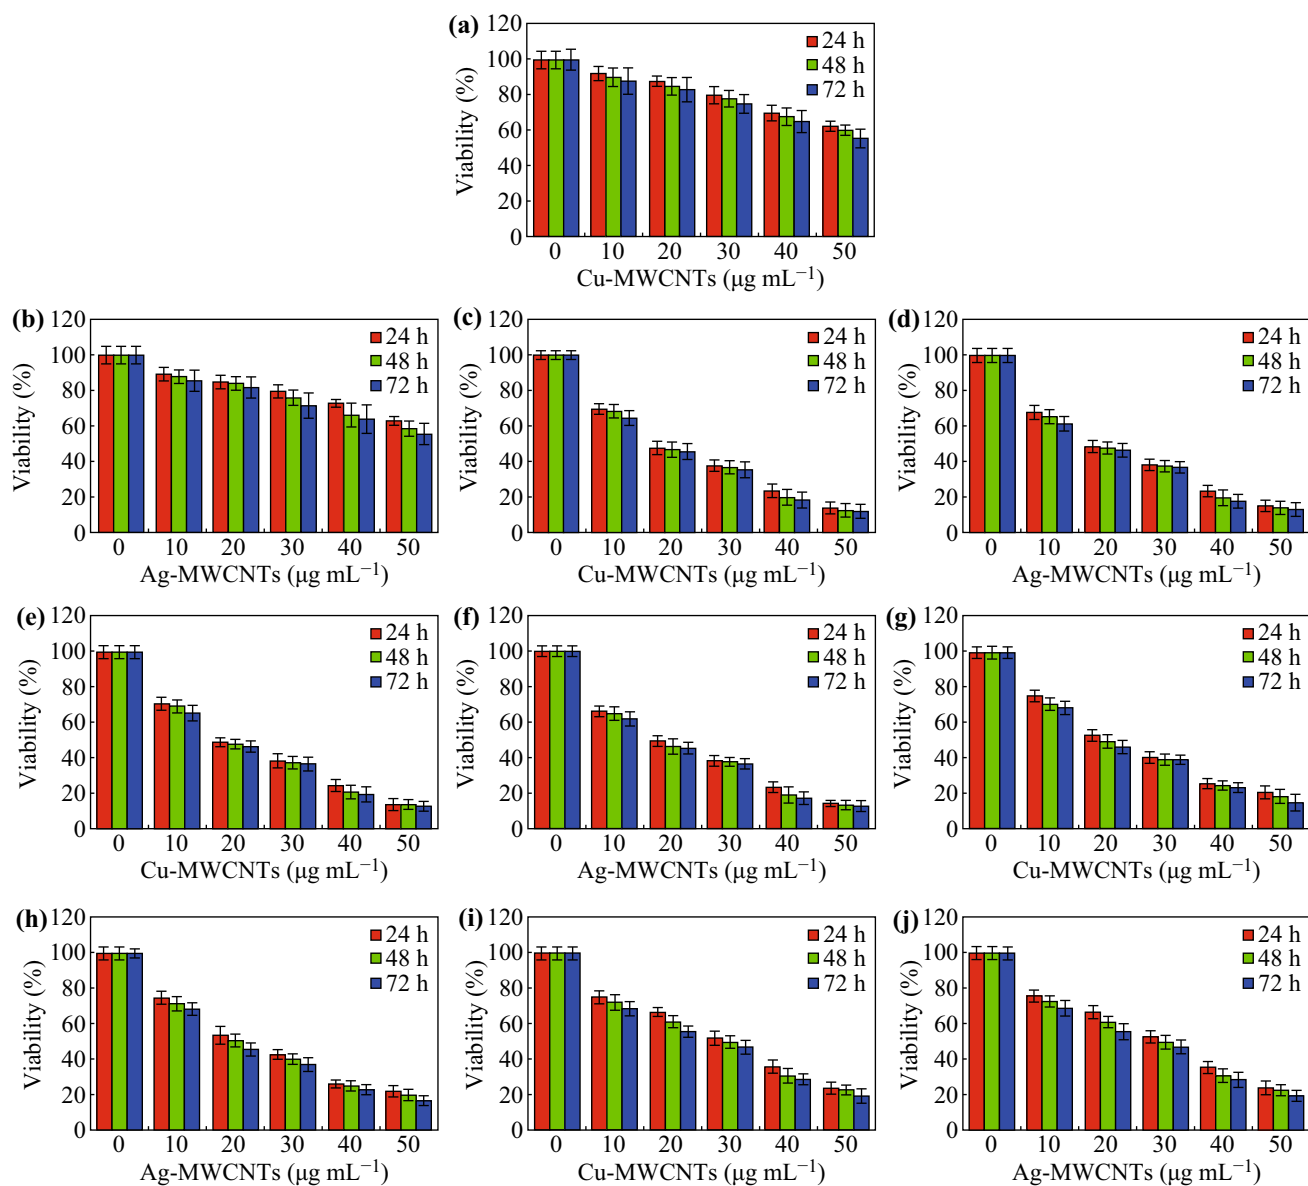 (a)
Viability (%)
120
100
80
60
40
20
0
24 h
48 h
72 h
0 10 20 30 40 50
Cu-MWCNTs (μg mL⁻¹)
(b)
Viability (%)
120
100
80
60
40
20
0
24 h
48 h
72 h
0 10 20 30 40 50
Ag-MWCNTs (μg mL⁻¹)
(c)
Viability (%)
120
100
80
60
40
20
0
24 h
48 h
72 h
0 10 20 30 40 50
Cu-MWCNTs (μg mL⁻¹)
(d)
Viability (%)
120
100
80
60
40
20
0
24 h
48 h
72 h
0 10 20 30 40 50
Ag-MWCNTs (μg mL⁻¹)
(e)
Viability (%)
120
100
80
60
40
20
0
24 h
48 h
72 h
0 10 20 30 40 50
Cu-MWCNTs (μg mL⁻¹)
(f)
Viability (%)
120
100
80
60
40
20
0
24 h
48 h
72 h
0 10 20 30 40 50
Ag-MWCNTs (μg mL⁻¹)
(g)
Viability (%)
120
100
80
60
40
20
0
24 h
48 h
72 h
0 10 20 30 40 50
Cu-MWCNTs (μg mL⁻¹)
(h)
Viability (%)
120
100
80
60
40
20
0
24 h
48 h
72 h
0 10 20 30 40 50
Ag-MWCNTs (μg mL⁻¹)
(i)
Viability (%)
120
100
80
60
40
20
0
24 h
48 h
72 h
0 10 20 30 40 50
Cu-MWCNTs (μg mL⁻¹)
(j)
Viability (%)
120
100
80
60
40
20
0
24 h
48 h
72 h
0 10 20 30 40 50
Ag-MWCNTs (μg mL⁻¹)